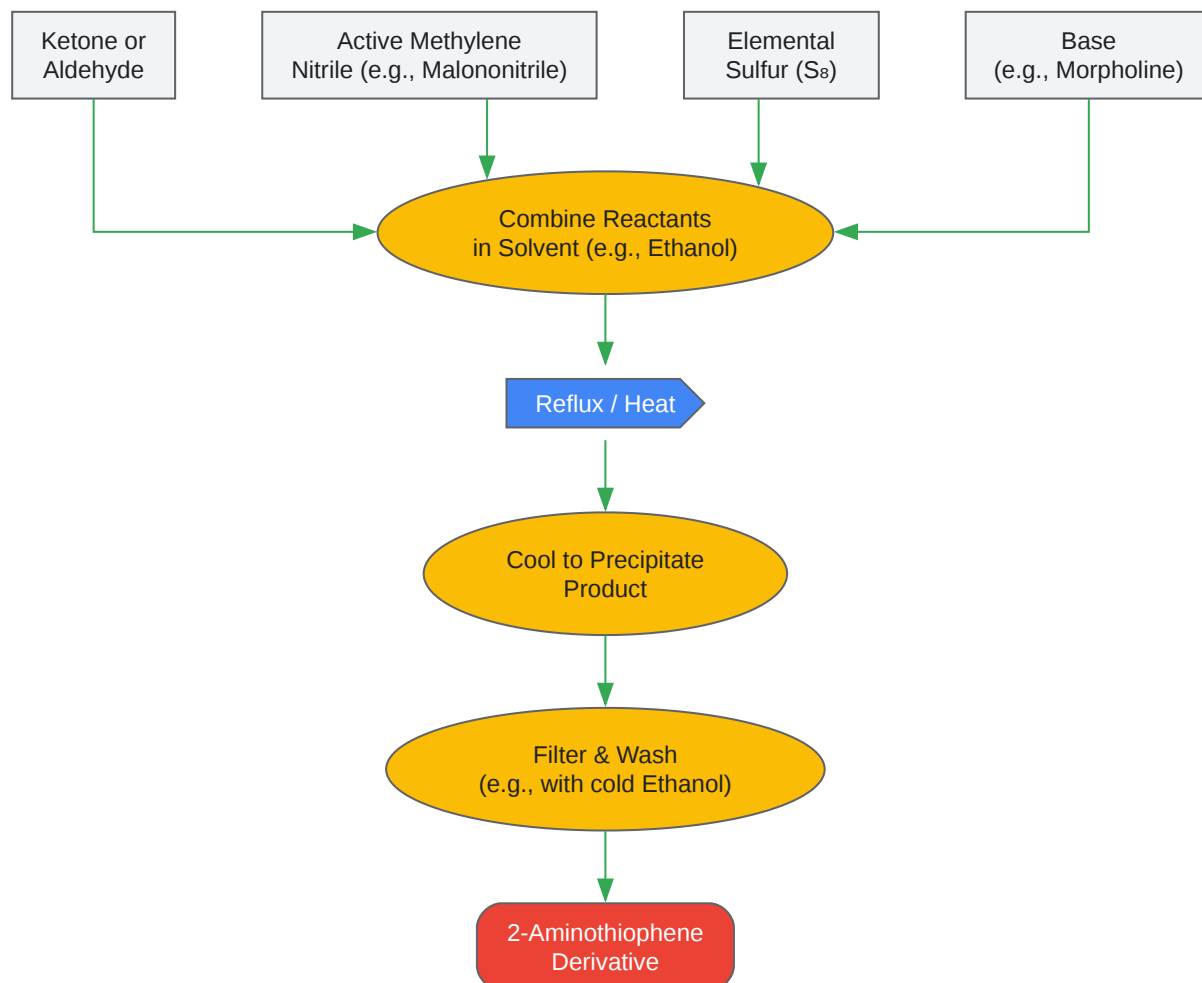 Ketone or
Aldehyde
Active Methylene
Nitrile (e.g., Malononitrile)
Elemental
Sulfur (S₈)
Base
(e.g., Morpholine)
Combine Reactants
in Solvent (e.g., Ethanol)
Reflux / Heat
Cool to Precipitate
Product
Filter & Wash
(e.g., with cold Ethanol)
2-Aminothiophene
Derivative